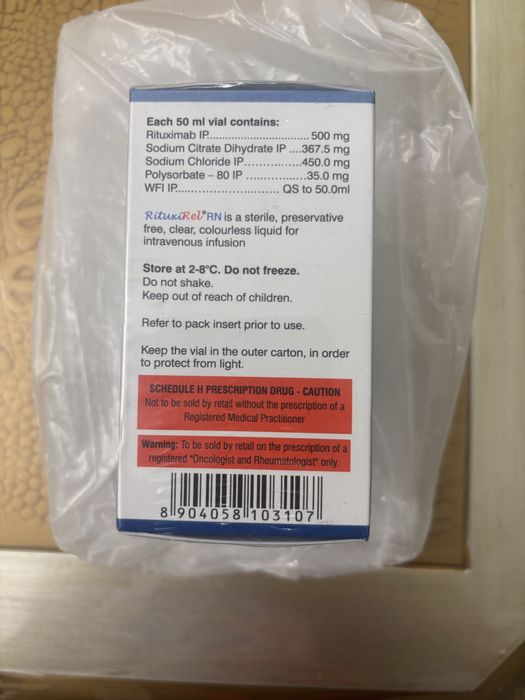 Each 50 ml vial contains:
Rituximab IP............................... 500 mg
Sodium Citrate Dihydrate IP ....367.5 mg
Sodium Chloride IP.................450.0 mg
Polysorbate – 80 IP ................35.0 mg
WFI IP............................... QS to 50.0ml
RituxiRel®RN is a sterile, preservative
free, clear, colourless liquid for
intravenous infusion
Store at 2-8°C. Do not freeze.
Do not shake.
Keep out of reach of children.
Refer to pack insert prior to use.
Keep the vial in the outer carton, in order
to protect from light.
SCHEDULE H PRESCRIPTION DRUG - CAUTION
Not to be sold by retail without the prescription of a
Registered Medical Practitioner
Warning: To be sold by retail on the prescription of a
registered "Oncologist and Rheumatologist" only.
8 904058 103107